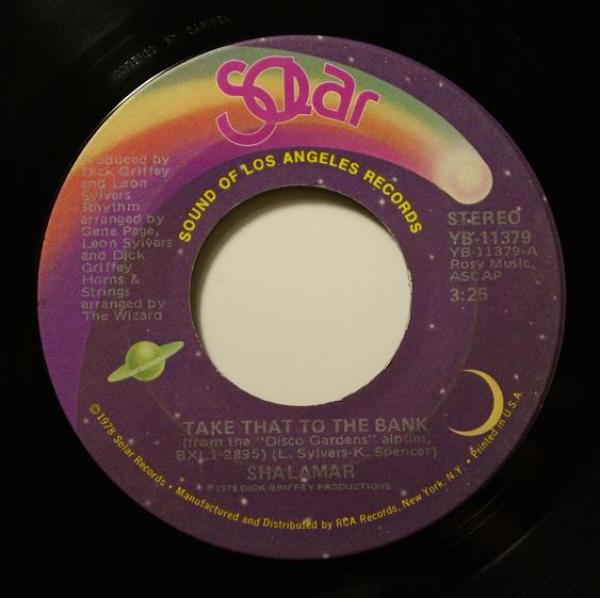 Solar
SOUND OF LOS ANGELES RECORDS
Produced by
Dick Griffey
and Leon
Sylvers
Rhythm
arranged by
Gene Page,
Leon Sylvers
and Dick
Griffey
Horns &
Strings
arranged by
The Wizard
STEREO
YB-11379
YB-11379-A
Rosy Music,
ASCAP
3:25
TAKE THAT TO THE BANK
(from the "Disco Gardens" album,
BXL1-2895) (L. Sylvers-K. Spencer)
SHALAMAR
℗ 1978 DICK GRIFFEY PRODUCTIONS
© 1978 Solar Records • Manufactured and Distributed by RCA Records, New York, N.Y. • Printed in U.S.A.